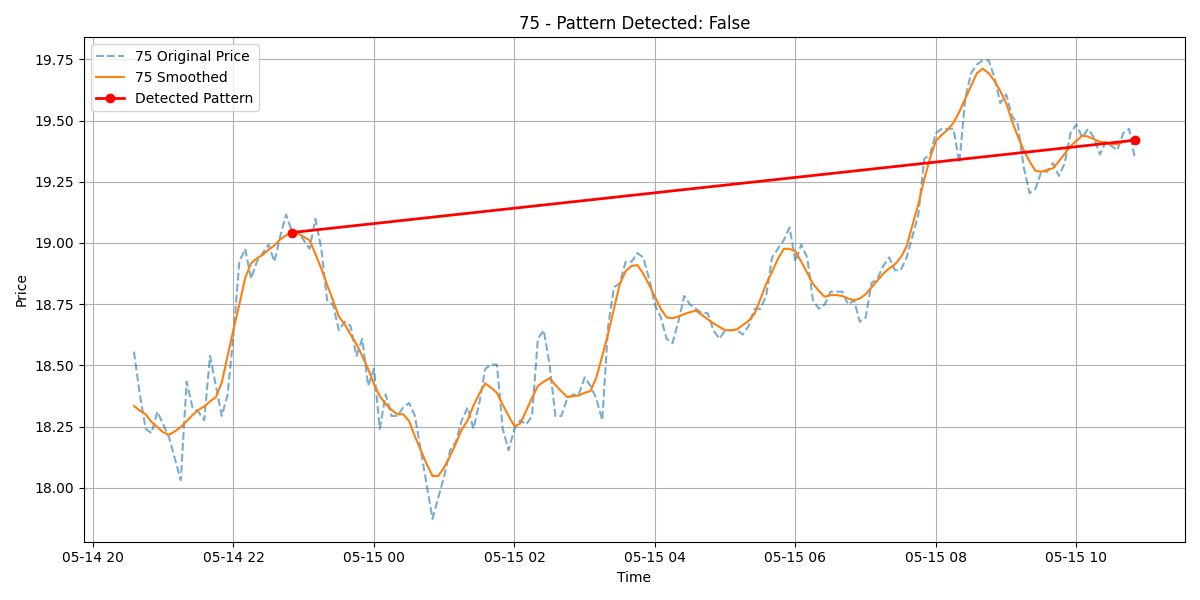 75 - Pattern Detected: False
75 Original Price
75 Smoothed
Detected Pattern
Price
19.75
19.50
19.25
19.00
18.75
18.50
18.25
18.00
05-14 20 05-14 22 05-15 00 05-15 02 05-15 04 05-15 06 05-15 08 05-15 10
Time